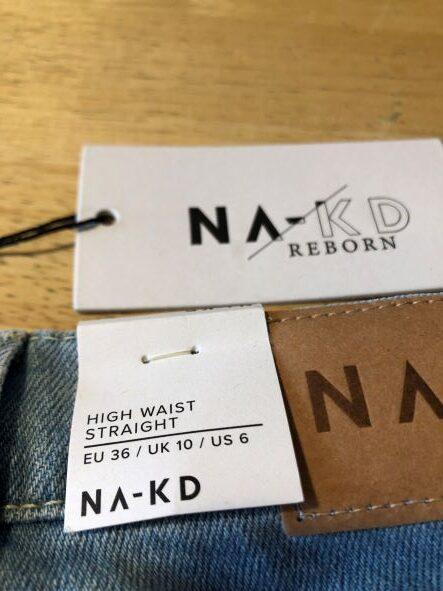 NA-KD
REBORN
HIGH WAIST
STRAIGHT
EU 36 / UK 10 / US 6
NA-KD
NA